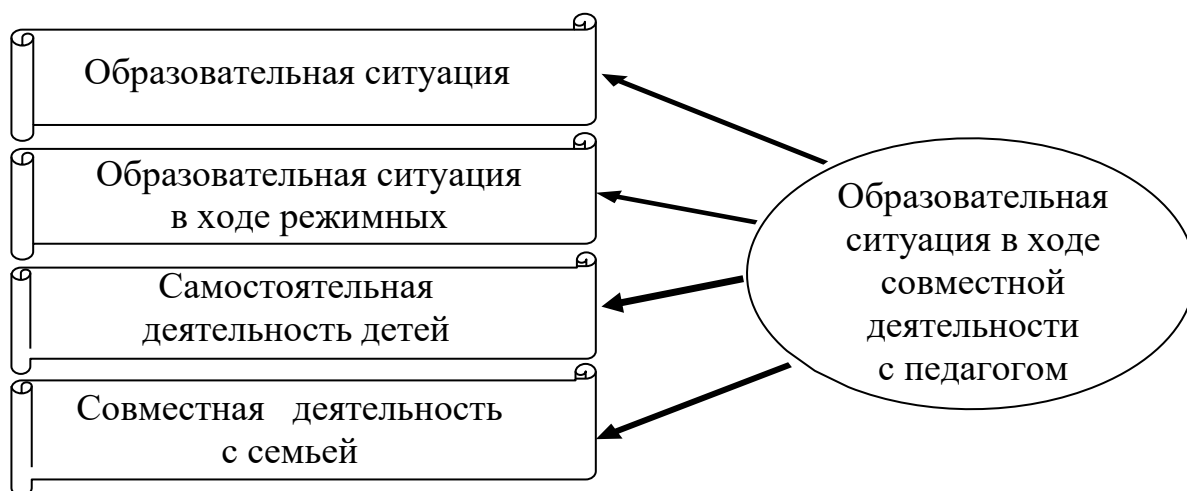 Образовательная ситуация
Образовательная ситуация
в ходе режимных
Самостоятельная
деятельность детей
Совместная деятельность
с семьей
Образовательная
ситуация в ходе
совместной
деятельности
с педагогом